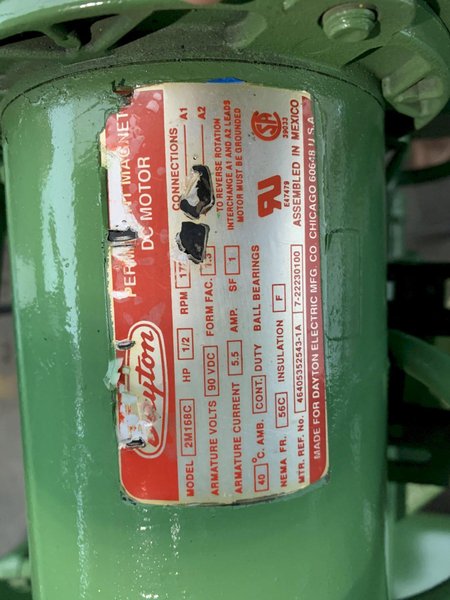 PERM NT MAGNET
DC MOTOR
Dayton
CONNECTIONS A1
A2
TO REVERSE ROTATION
INTERCHANGE A1 AND A2 LEADS
MOTOR MUST BE GROUNDED
MODEL 2M168C HP 1/2 RPM
ARMATURE VOLTS 90 VDC FORM FAC.
ARMATURE CURRENT 5.5 AMP. SF 1
40 °C. AMB. CONT. DUTY BALL BEARINGS
NEMA FR. 56C INSULATION F
MTR. REF No. 46405352543-1A 7-22230100
E47479
39033
ASSEMBLED IN MEXICO
MADE FOR DAYTON ELECTRIC MFG. CO. CHICAGO 60648 U.S.A.